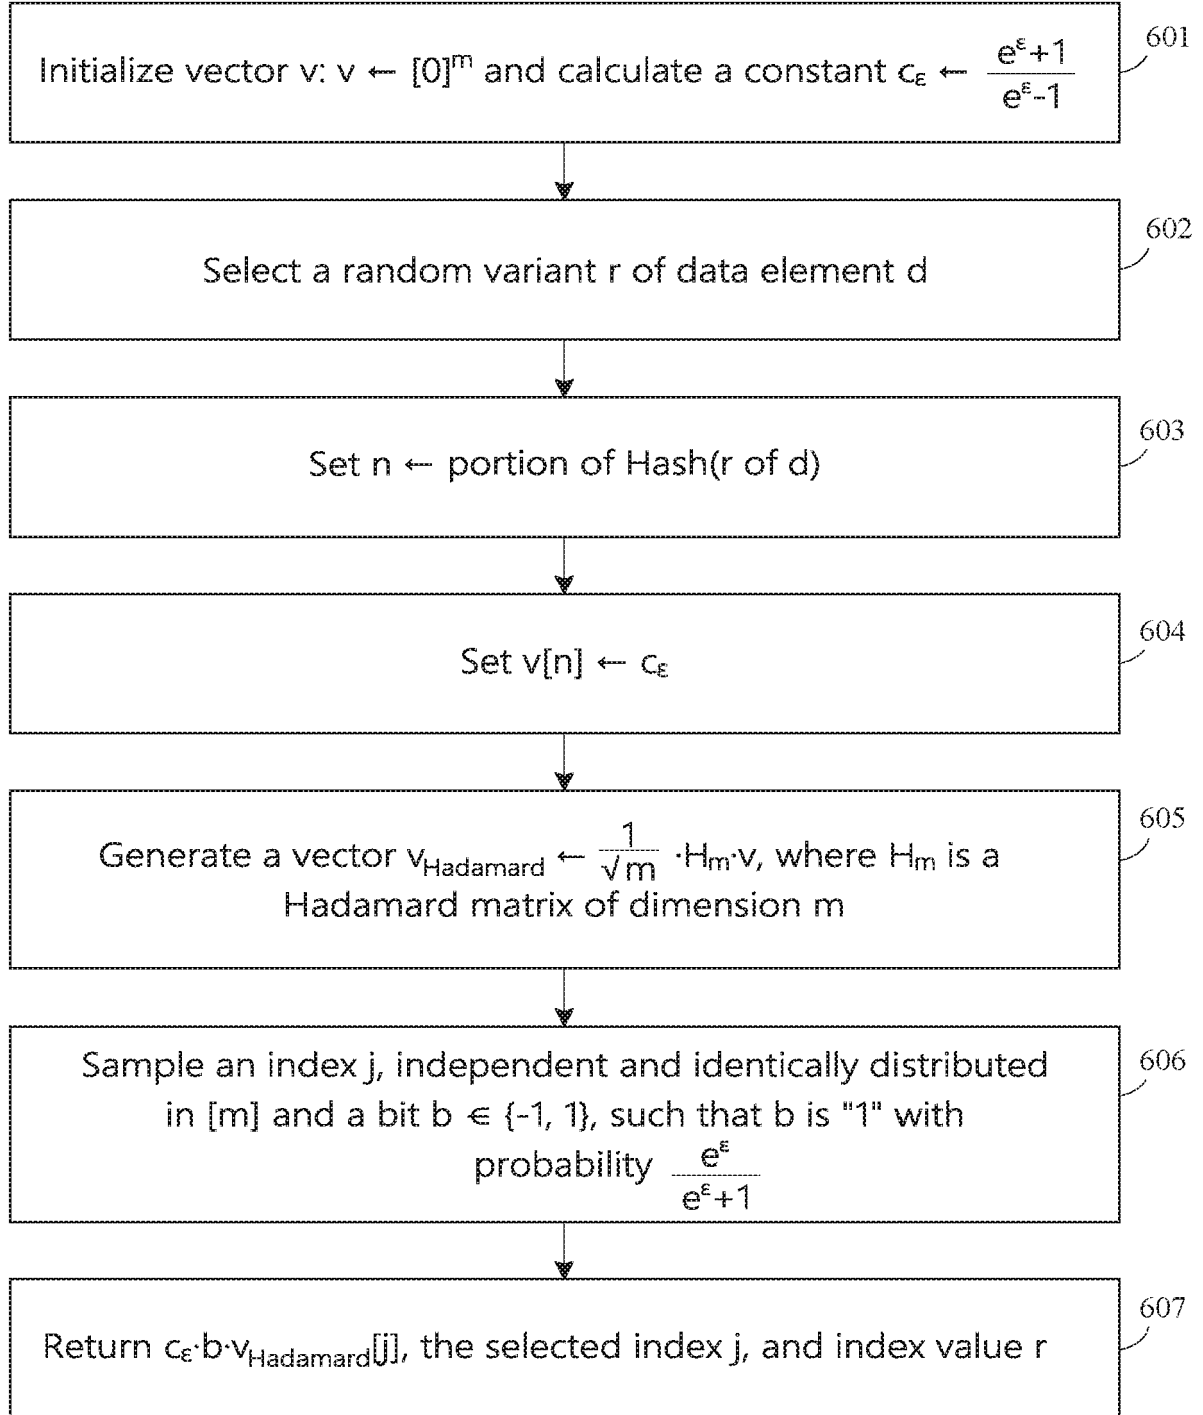 Initialize vector v: v ← [0]^m and calculate a constant c_ε ← (e^ε+1)/(e^ε-1)
601
Select a random variant r of data element d
602
Set n ← portion of Hash(r of d)
603
Set v[n] ← c_ε
604
Generate a vector v_Hadamard ← 1/√m ·H_m·v, where H_m is a
Hadamard matrix of dimension m
605
Sample an index j, independent and identically distributed
in [m] and a bit b ∈ {-1, 1}, such that b is "1" with
probability e^ε/(e^ε+1)
606
Return c_ε·b·v_Hadamard[j], the selected index j, and index value r
607